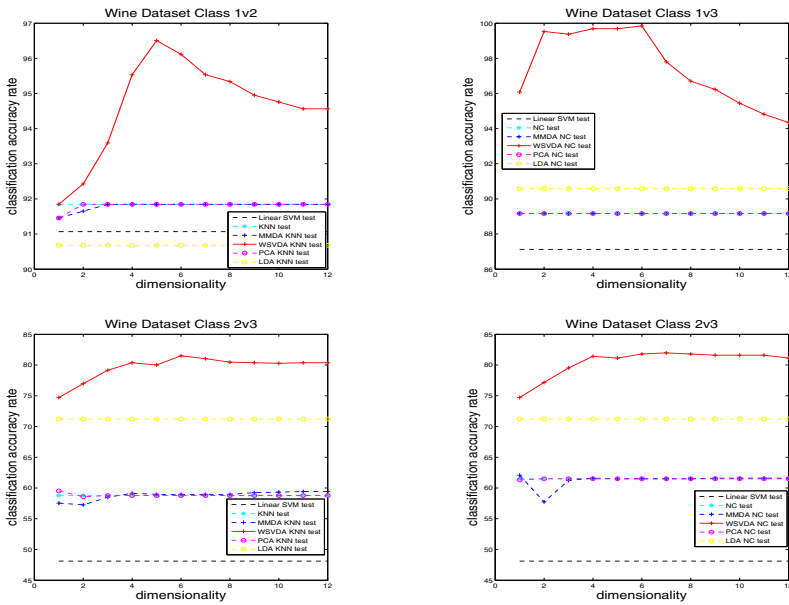 Wine Dataset Class 1v2
classification accuracy rate
97
96
95
94
93
92
91
90
0
2
4
6
8
10
12
dimensionality
Linear SVM test
KNN test
MMDA KNN test
WSVDA KNN test
PCA KNN test
LDA KNN test
Wine Dataset Class 1v3
classification accuracy rate
100
98
96
94
92
90
88
86
0
2
4
6
8
10
12
dimensionality
Linear SVM test
NC test
MMDA NC test
WSVDA NC test
PCA NC test
LDA NC test
Wine Dataset Class 2v3
classification accuracy rate
85
80
75
70
65
60
55
50
45
0
2
4
6
8
10
12
dimensionality
Linear SVM test
KNN test
MMDA KNN test
WSVDA KNN test
PCA KNN test
LDA KNN test
Wine Dataset Class 2v3
classification accuracy rate
85
80
75
70
65
60
55
50
45
0
2
4
6
8
10
12
dimensionality
Linear SVM test
NC test
MMDA NC test
WSVDA NC test
PCA NC test
LDA NC test